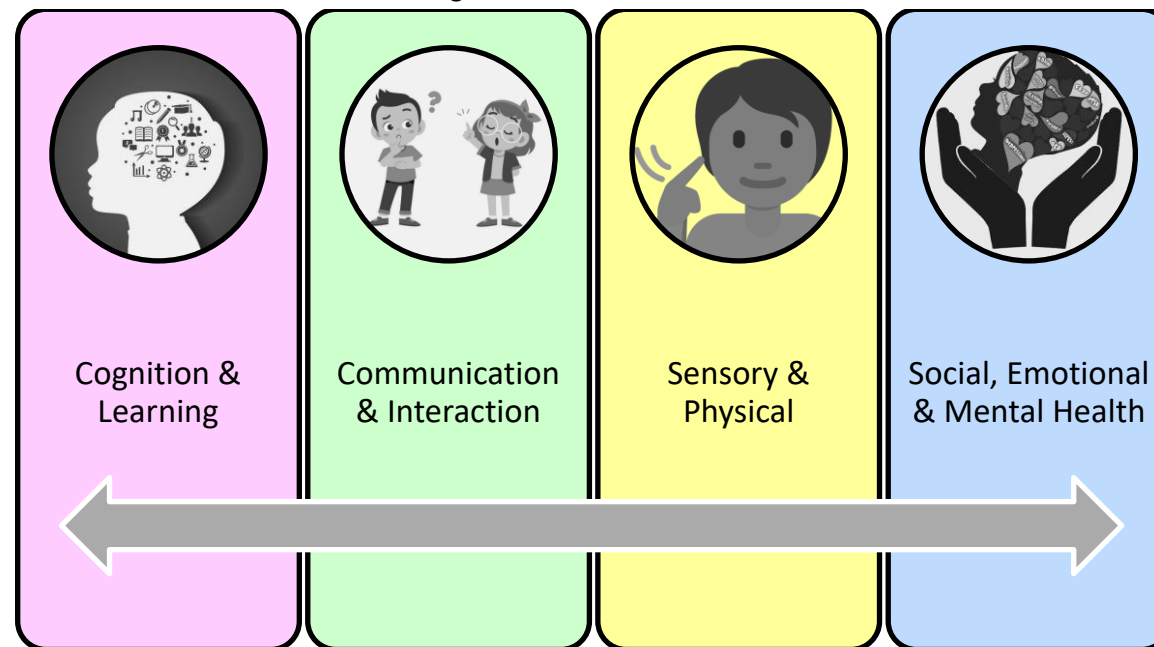 Cognition &
Learning
Communication
& Interaction
Sensory &
Physical
Social, Emotional
& Mental Health